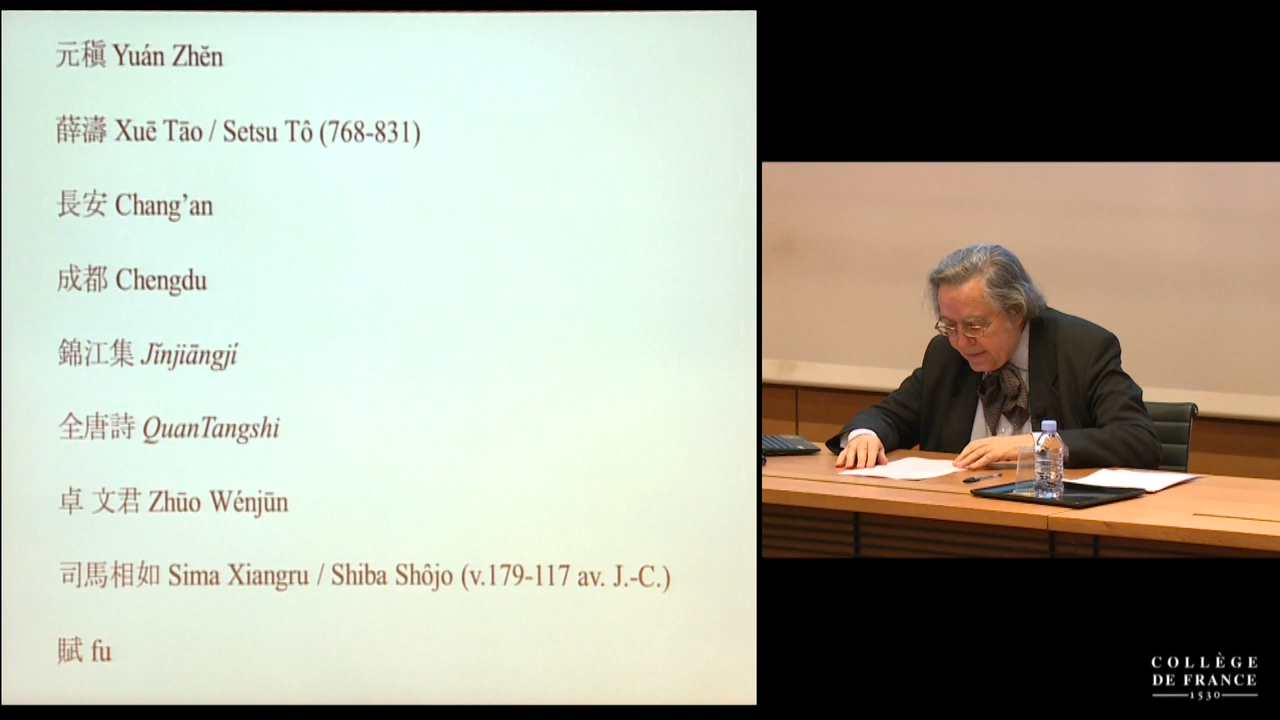 元稹 Yuán Zhěn
薛濤 Xuē Tāo / Setsu Tô (768-831)
長安 Chang’an
成都 Chengdu
錦江集 Jǐnjiāngjí
全唐詩 QuanTangshi
卓 文君 Zhūo Wénjūn
司馬相如 Sima Xiangru / Shiba Shôjo (v.179-117 av. J.-C.)
賦 fu
COLLÈGE
DE FRANCE
1530